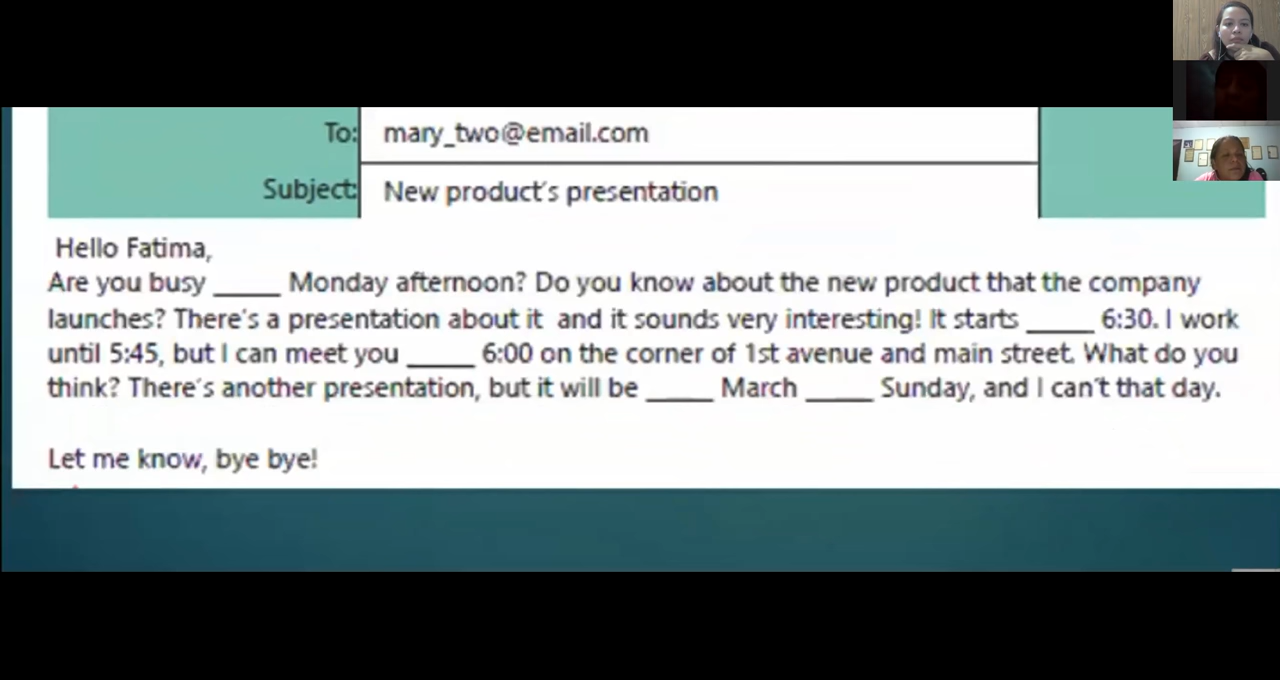 To: mary_two@email.com
Subject: New product's presentation
Hello Fatima,
Are you busy _____ Monday afternoon? Do you know about the new product that the company
launches? There's a presentation about it and it sounds very interesting! It starts _____ 6:30. I work
until 5:45, but I can meet you _____ 6:00 on the corner of 1st avenue and main street. What do you
think? There's another presentation, but it will be _____ March _____ Sunday, and I can't that day.
Let me know, bye bye!